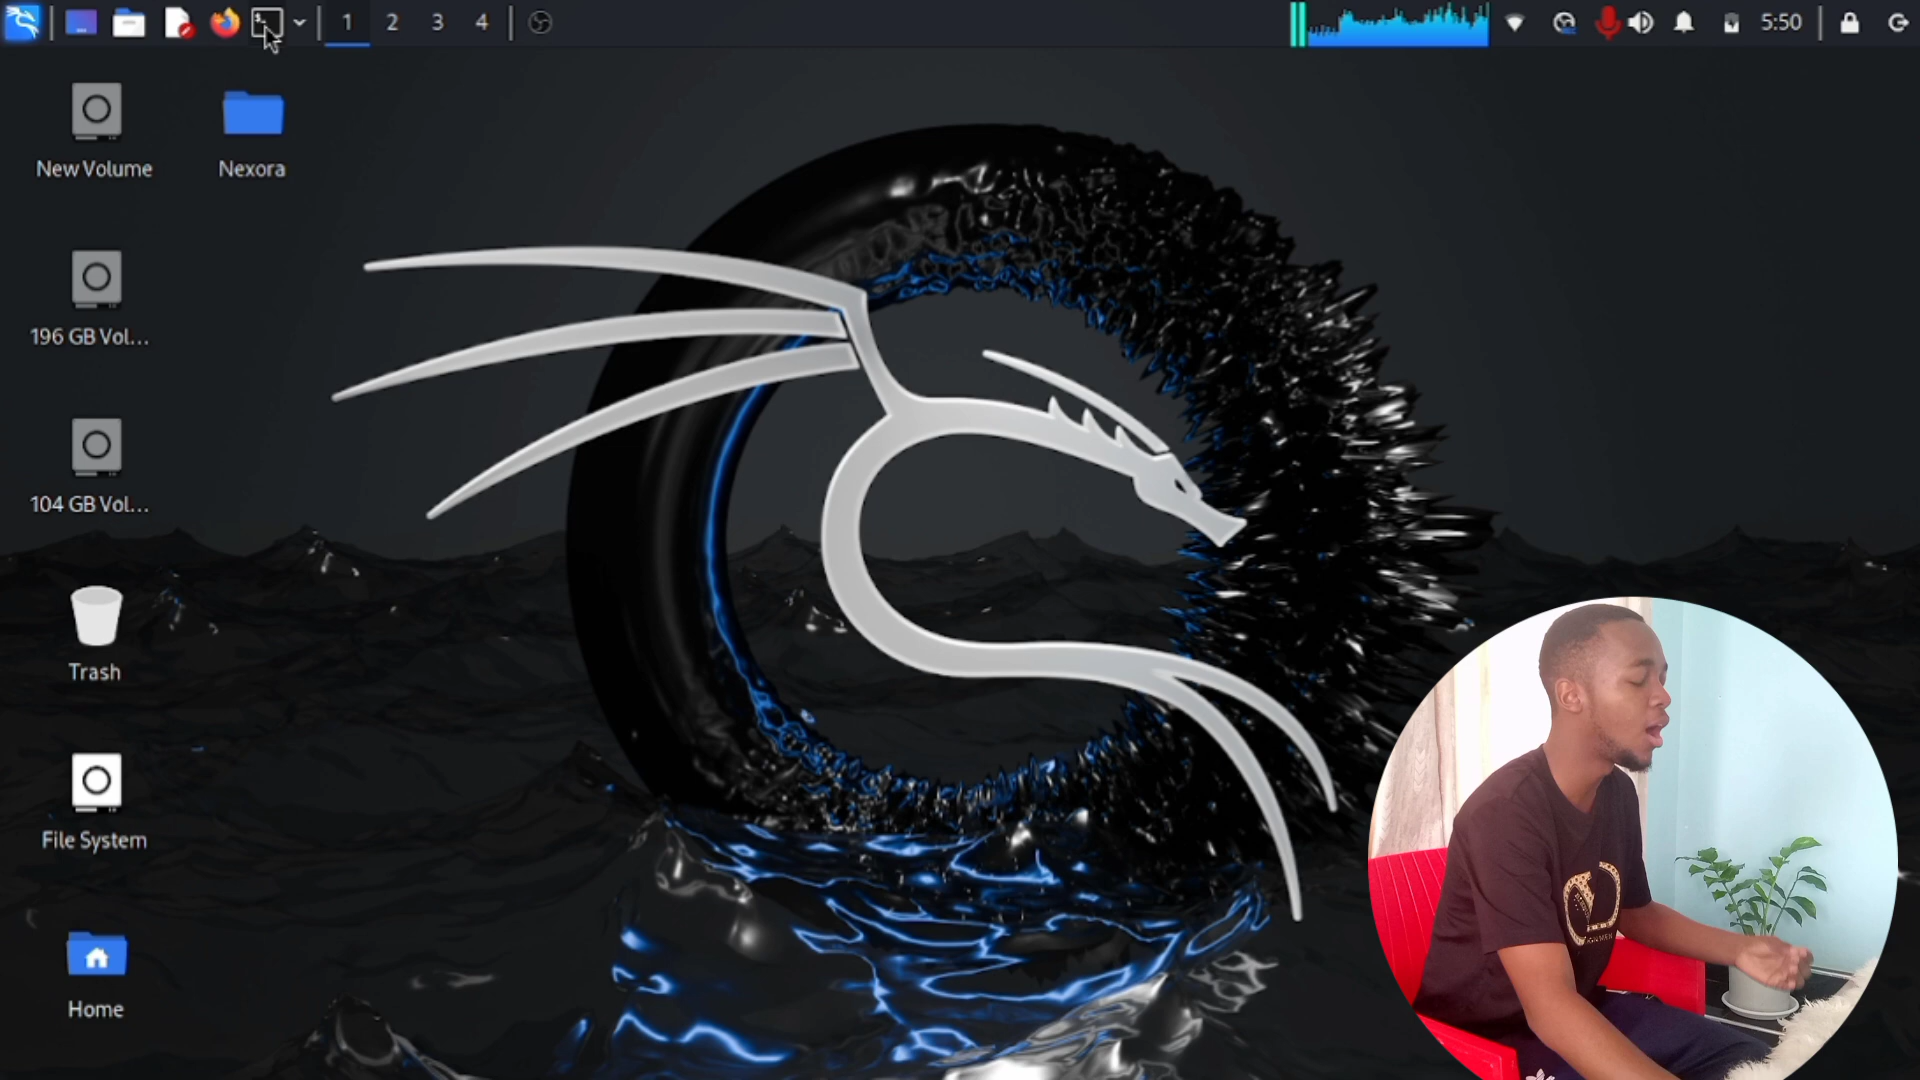 1 2 3 4 5:50
New Volume Nexora
196 GB Vol...
104 GB Vol...
Trash
File System
Home